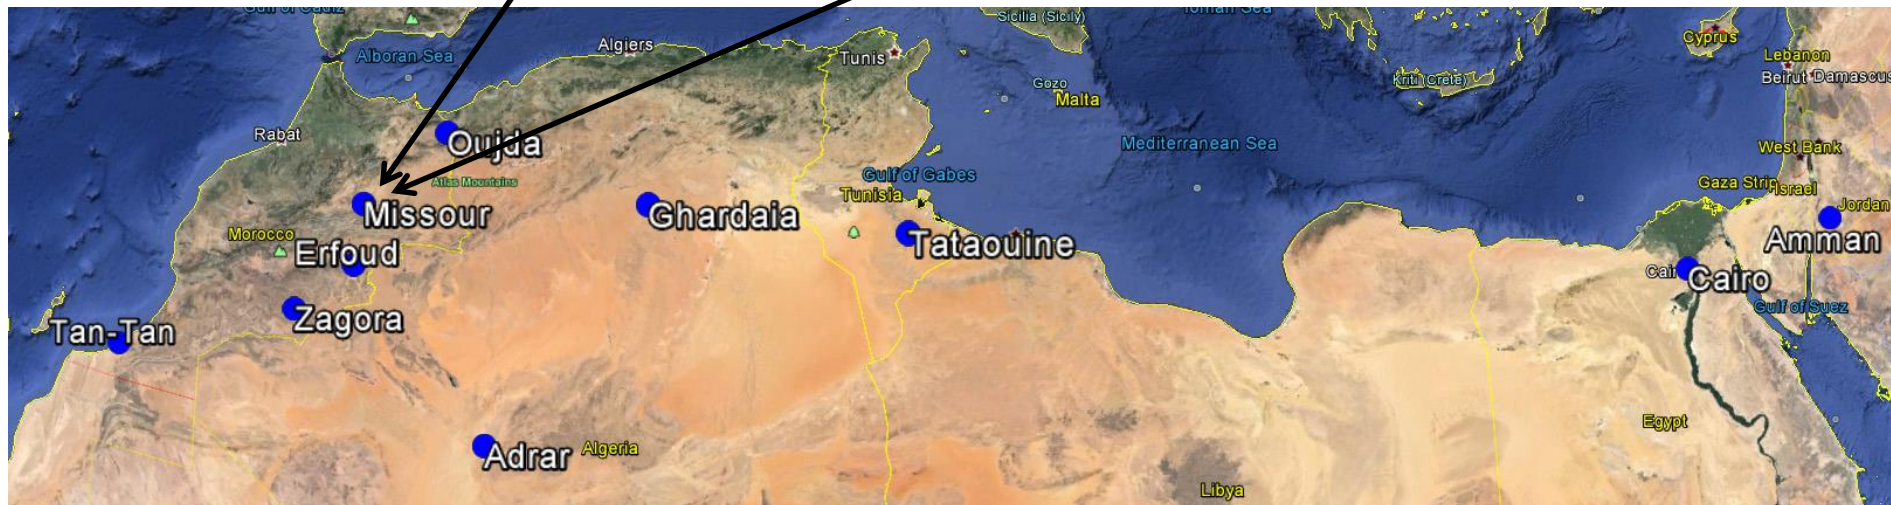 Gulf of Cadiz
Sicilia (Sicily)
Ionian Sea
Cyprus
Algiers
Alboran Sea
Tunis
Lebanon
Beirut
Damascus
Gozo
Kriti (Crete)
Malta
Rabat
Oujda
Mediterranean Sea
West Bank
Atlas Mountains
Gulf of Gabes
Gaza Strip
Israel
Tunisia
Jordan
Missour
Ghardaia
Morocco
Tataouine
Amman
Erfoud
Cairo
Zagora
Gulf of Suez
Tan-Tan
Egypt
Adrar
Algeria
Libya